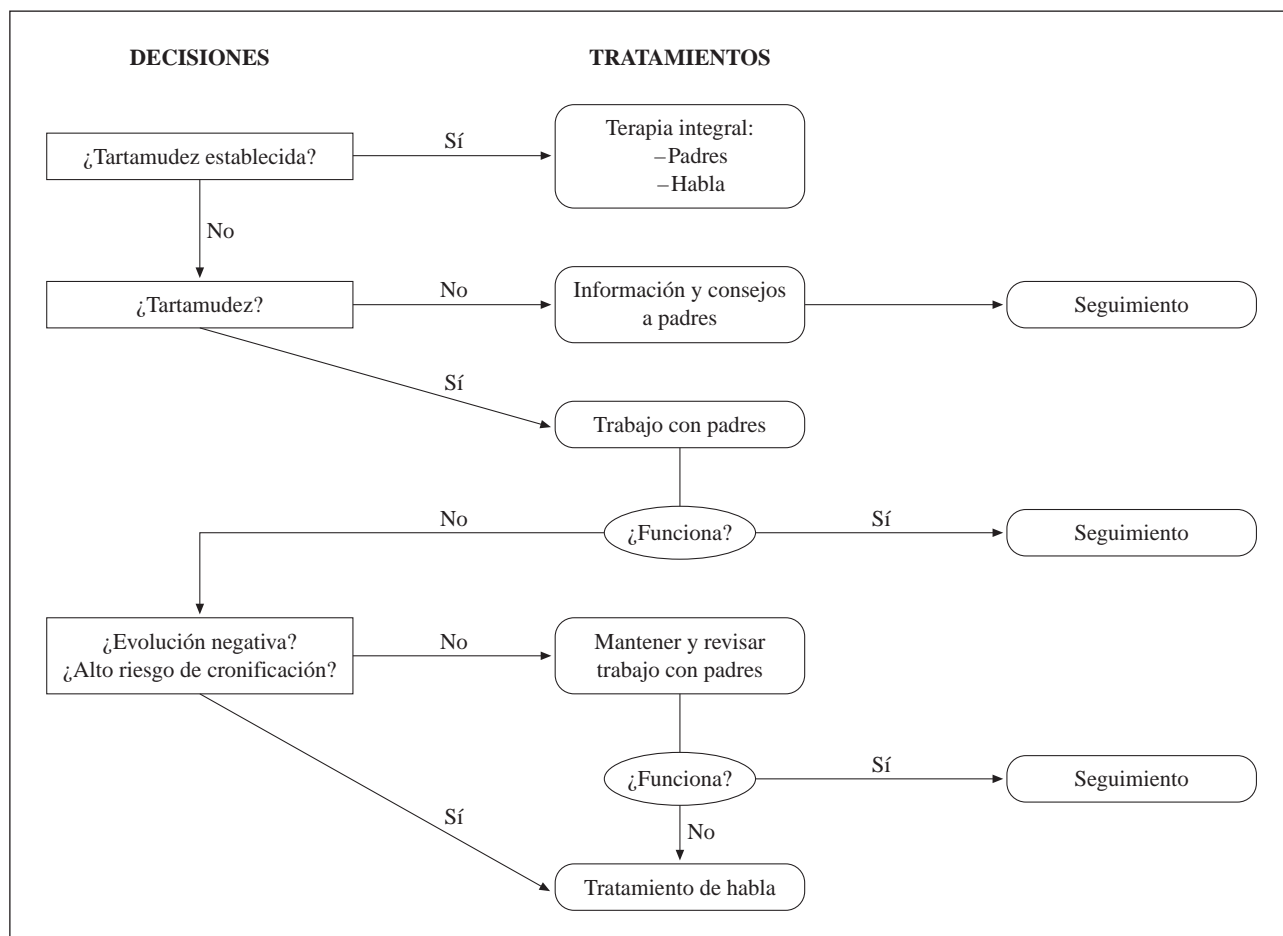 DECISIONES
TRATAMIENTOS
¿Tartamudez establecida?
Sí
Terapia integral:
–Padres
–Habla
No
¿Tartamudez?
No
Información y consejos
a padres
Seguimiento
Sí
Trabajo con padres
No
¿Funciona?
Sí
Seguimiento
¿Evolución negativa?
¿Alto riesgo de cronificación?
No
Mantener y revisar
trabajo con padres
¿Funciona?
Sí
Seguimiento
Sí
No
Tratamiento de habla